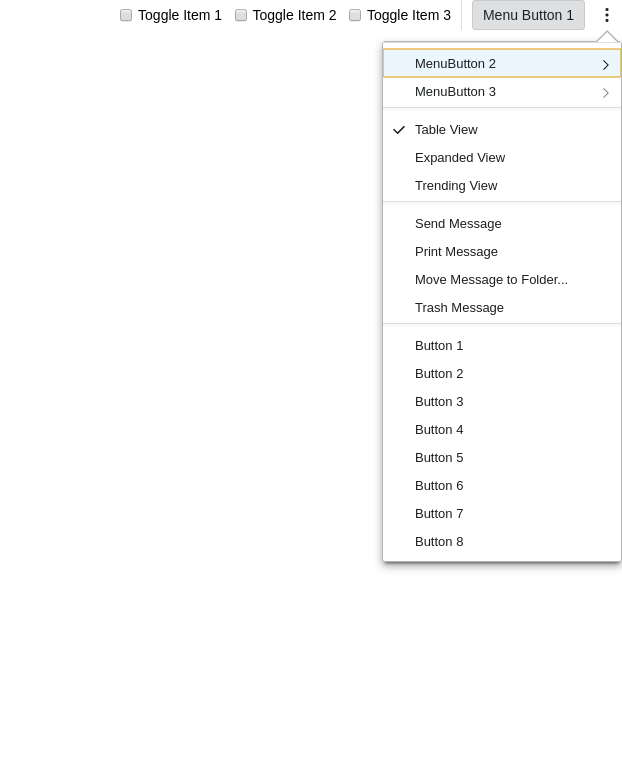 Toggle Item 1 Toggle Item 2 Toggle Item 3 Menu Button 1
MenuButton 2
MenuButton 3
Table View
Expanded View
Trending View
Send Message
Print Message
Move Message to Folder...
Trash Message
Button 1
Button 2
Button 3
Button 4
Button 5
Button 6
Button 7
Button 8